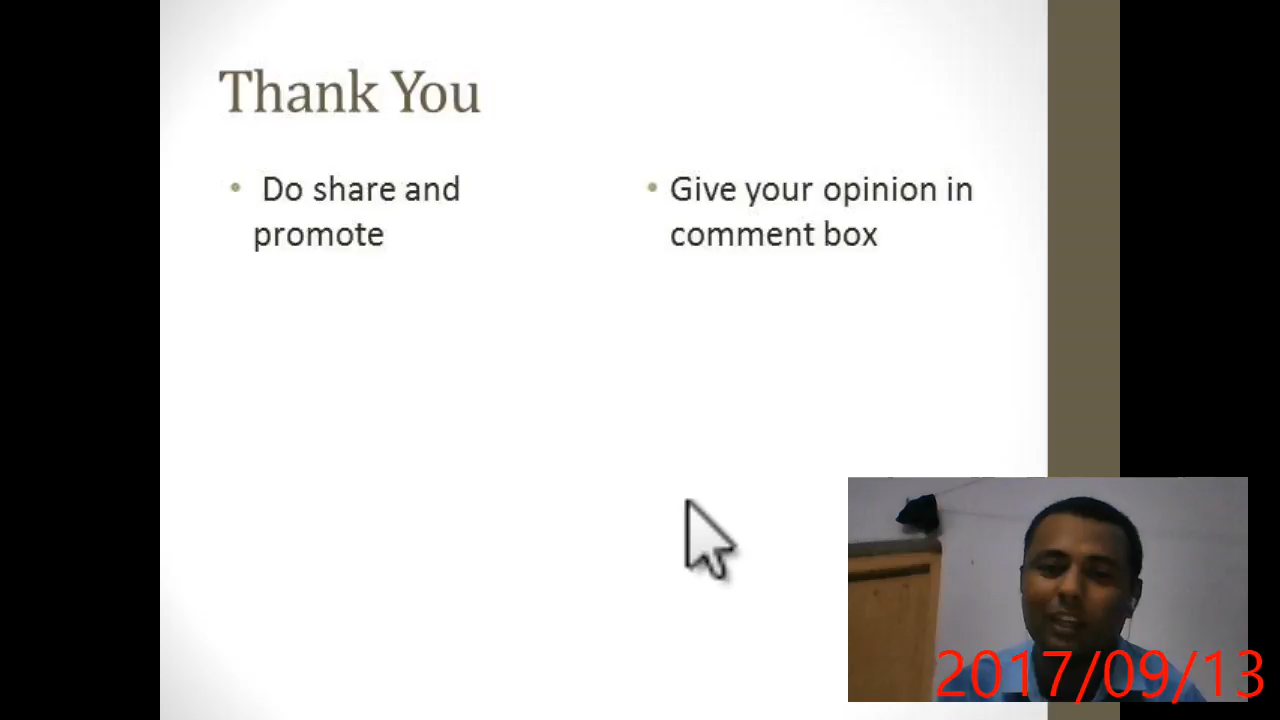 Thank You
• Do share and
promote
• Give your opinion in
comment box
2017/09/13